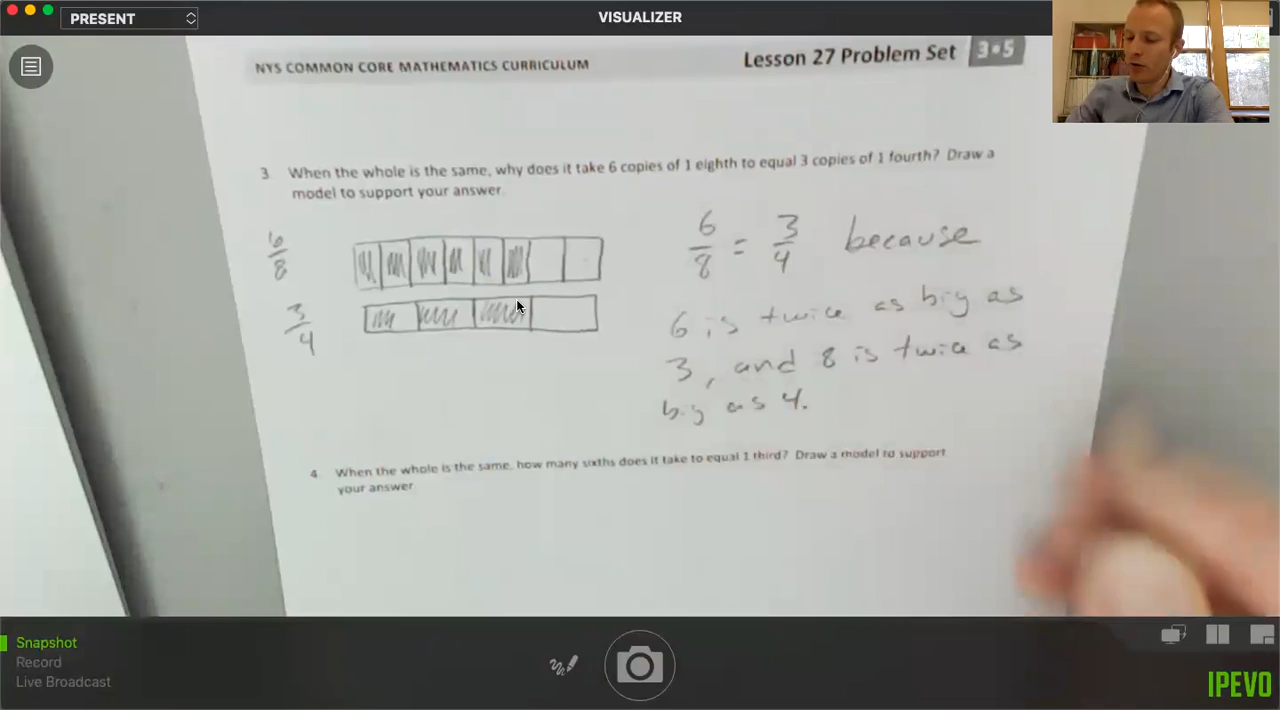 PRESENT
VISUALIZER
NYS COMMON CORE MATHEMATICS CURRICULUM
Lesson 27 Problem Set 3•5
3 When the whole is the same, why does it take 6 copies of 1 eighth to equal 3 copies of 1 fourth? Draw a
model to support your answer.
6/8
3/4
6/8 = 3/4 because
6 is twice as big as
3, and 8 is twice as
big as 4.
4. When the whole is the same, how many sixths does it take to equal 1 third? Draw a model to support
your answer
Snapshot
Record
Live Broadcast
IPEVO